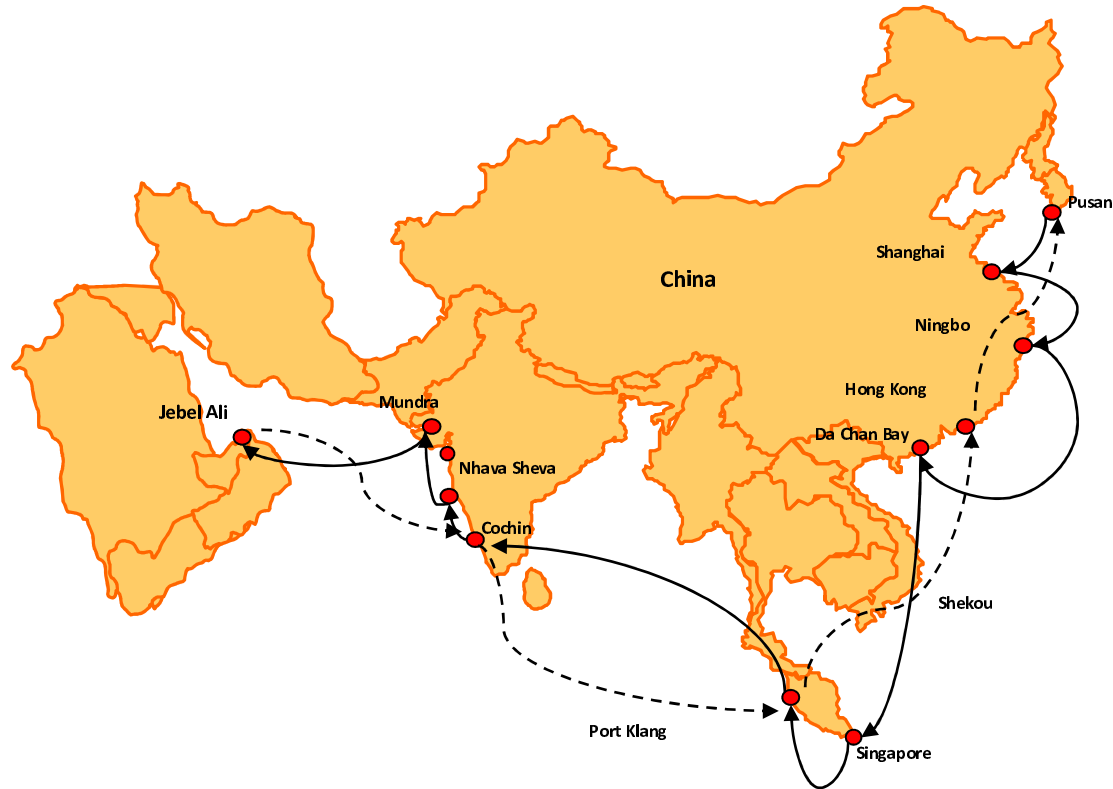 Pusan
Shanghai
China
Ningbo
Hong Kong
Mundra
Jebel Ali
Da Chan Bay
Nhava Sheva
Cochin
Shekou
Port Klang
Singapore